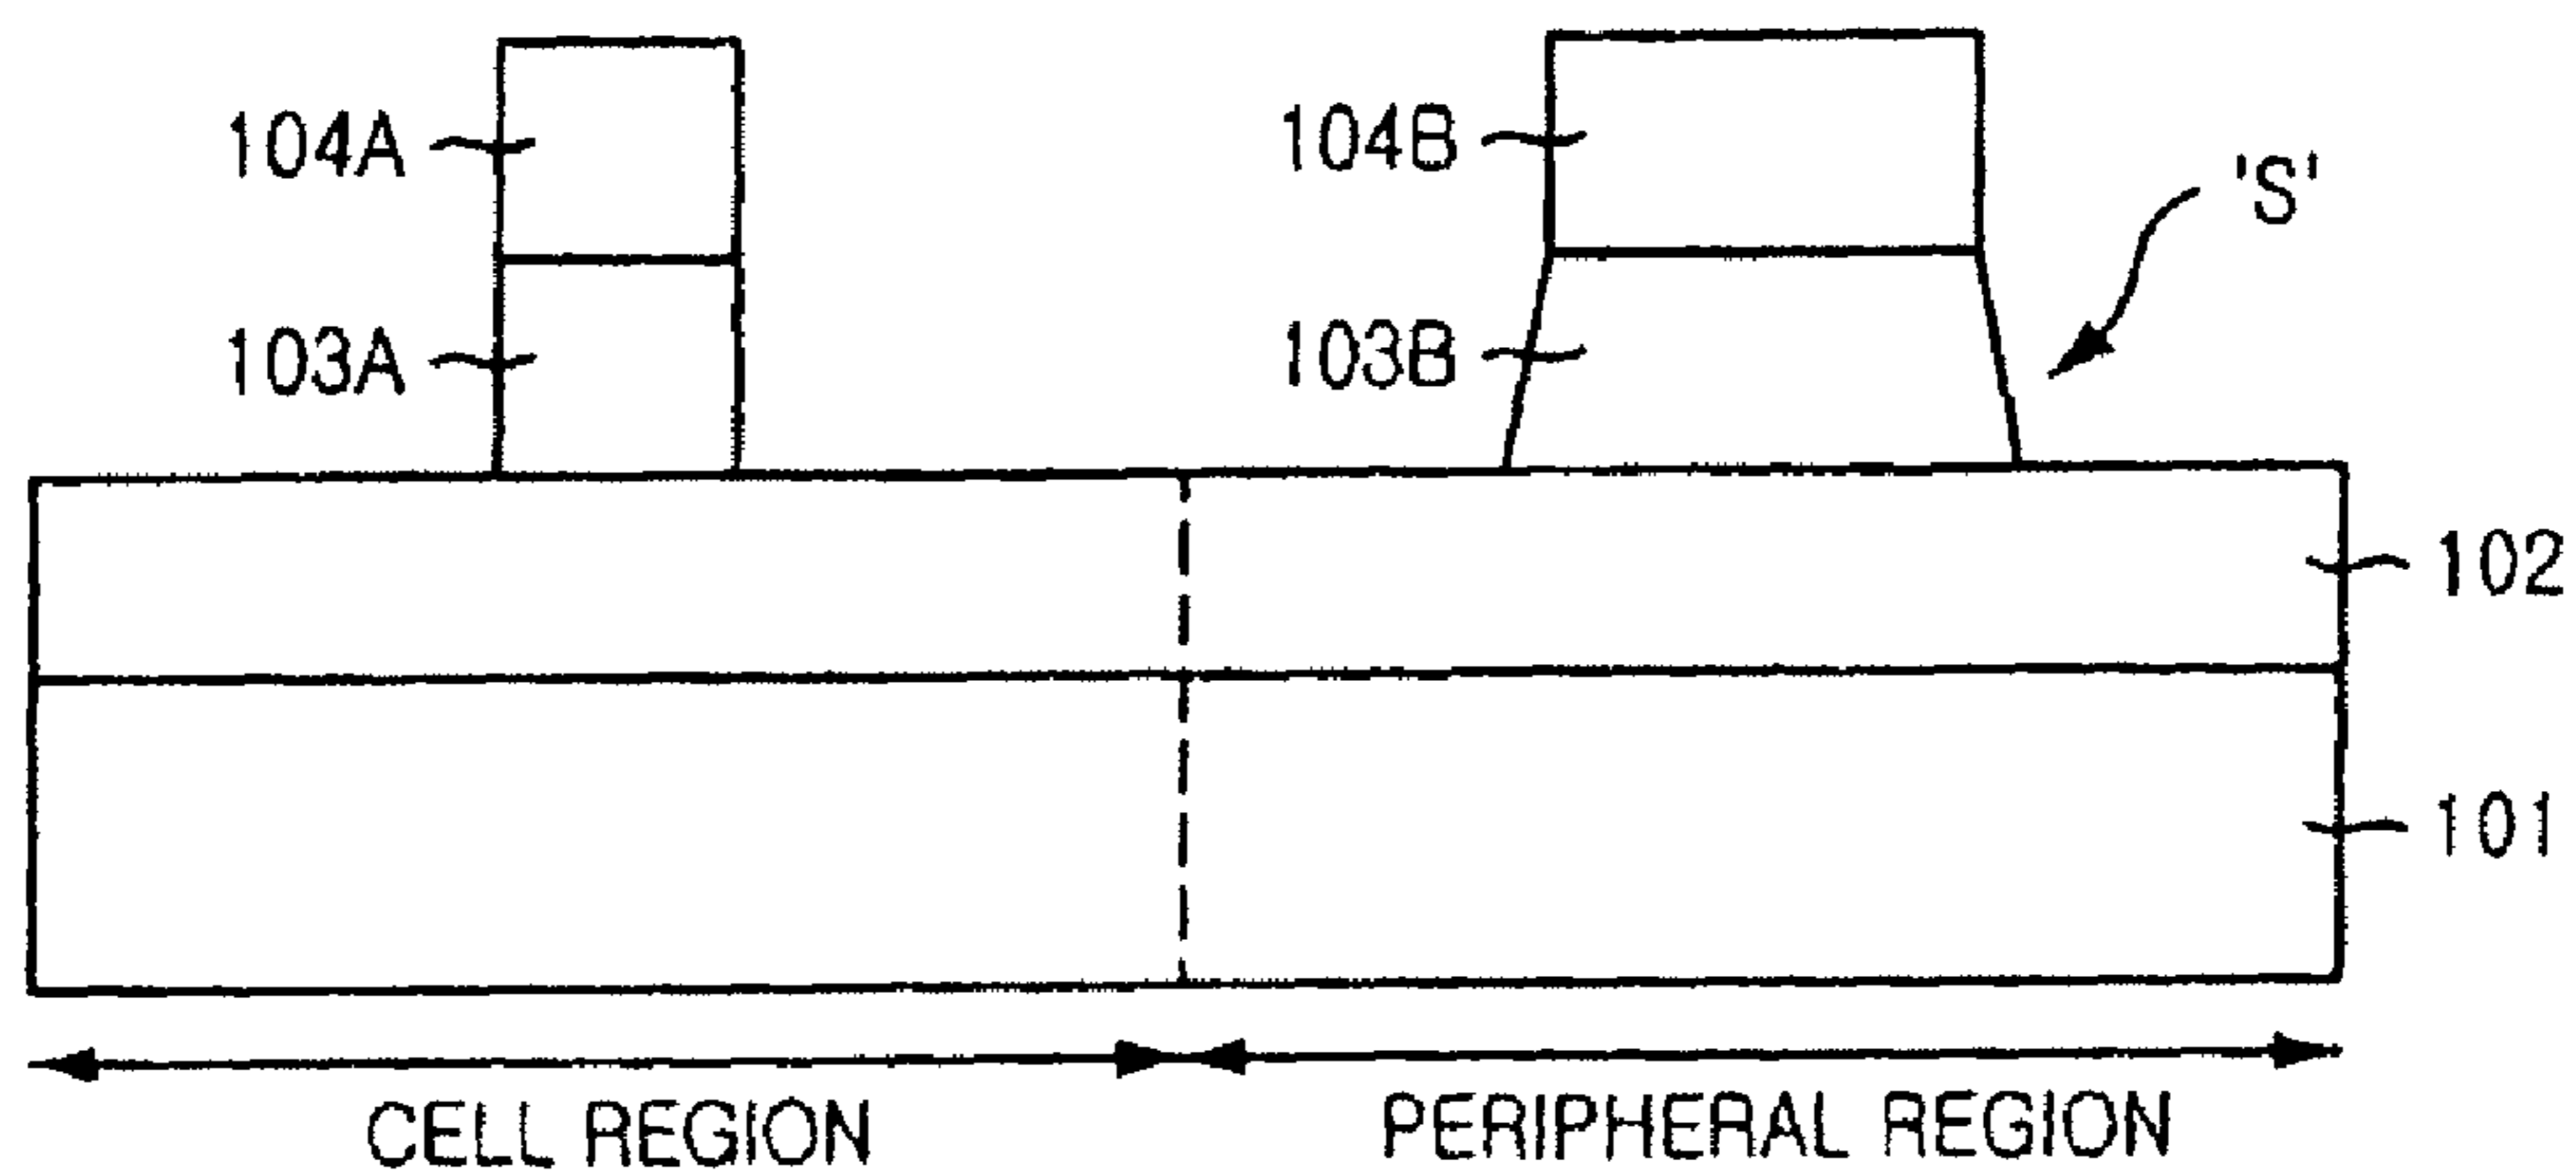 104A
104B
'S'
103A
103B
102
101
CELL REGION
PERIPHERAL REGION